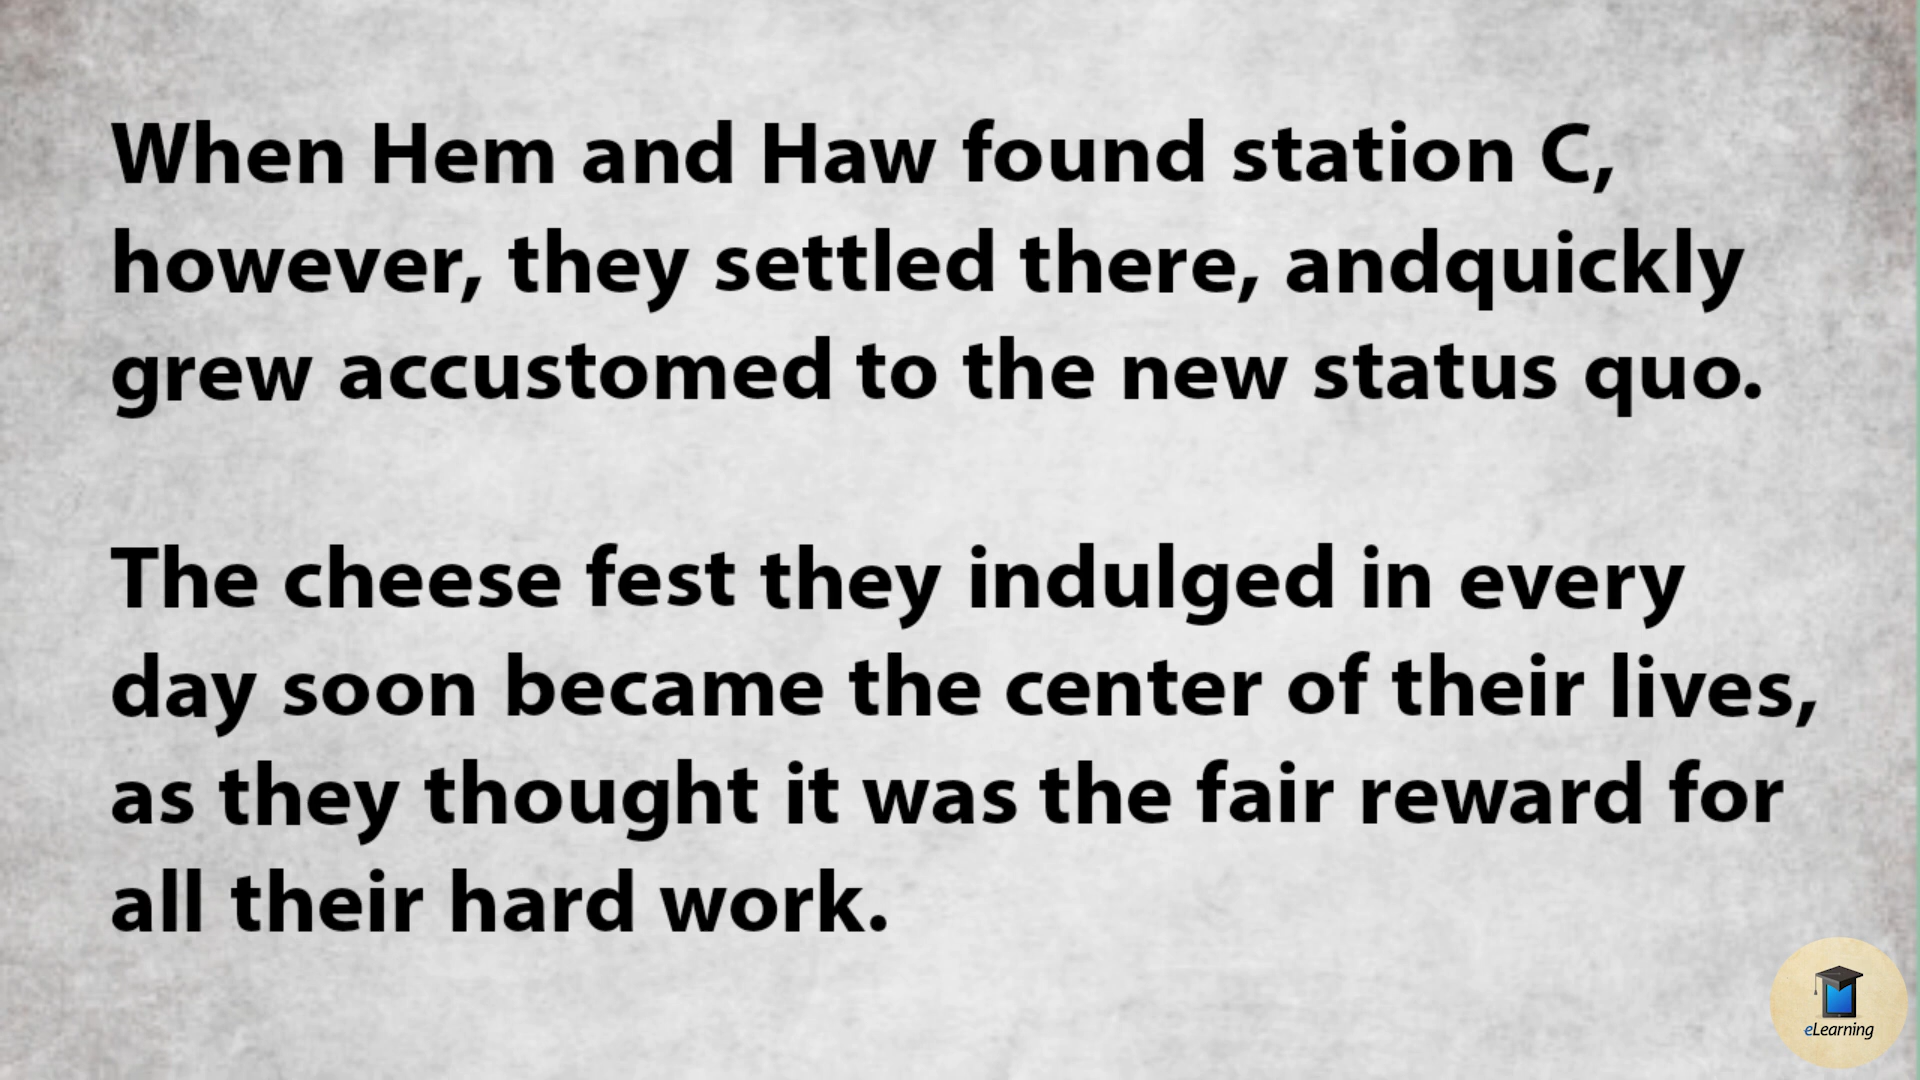 When Hem and Haw found station C,
however, they settled there, andquickly
grew accustomed to the new status quo.
The cheese fest they indulged in every
day soon became the center of their lives,
as they thought it was the fair reward for
all their hard work.
eLearning